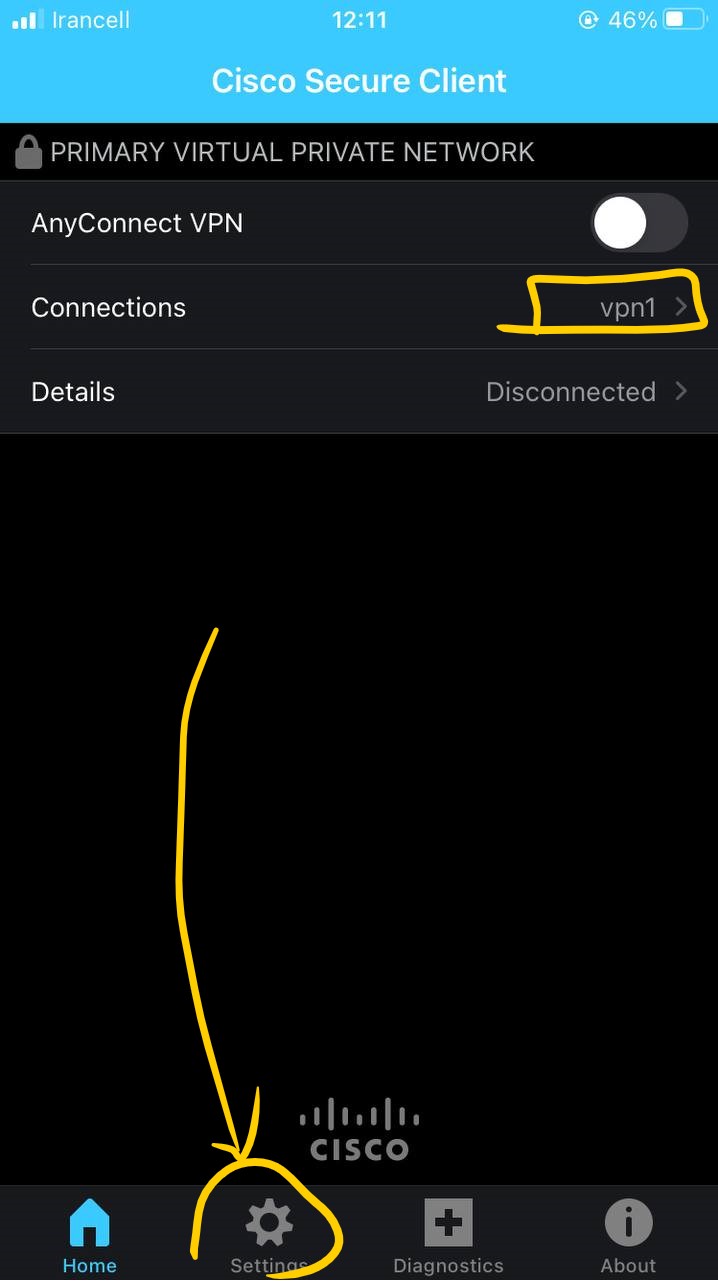 Irancell 12:11 46%
Cisco Secure Client
PRIMARY VIRTUAL PRIVATE NETWORK
AnyConnect VPN
Connections vpn1
Details Disconnected
CISCO
Home Settings Diagnostics About